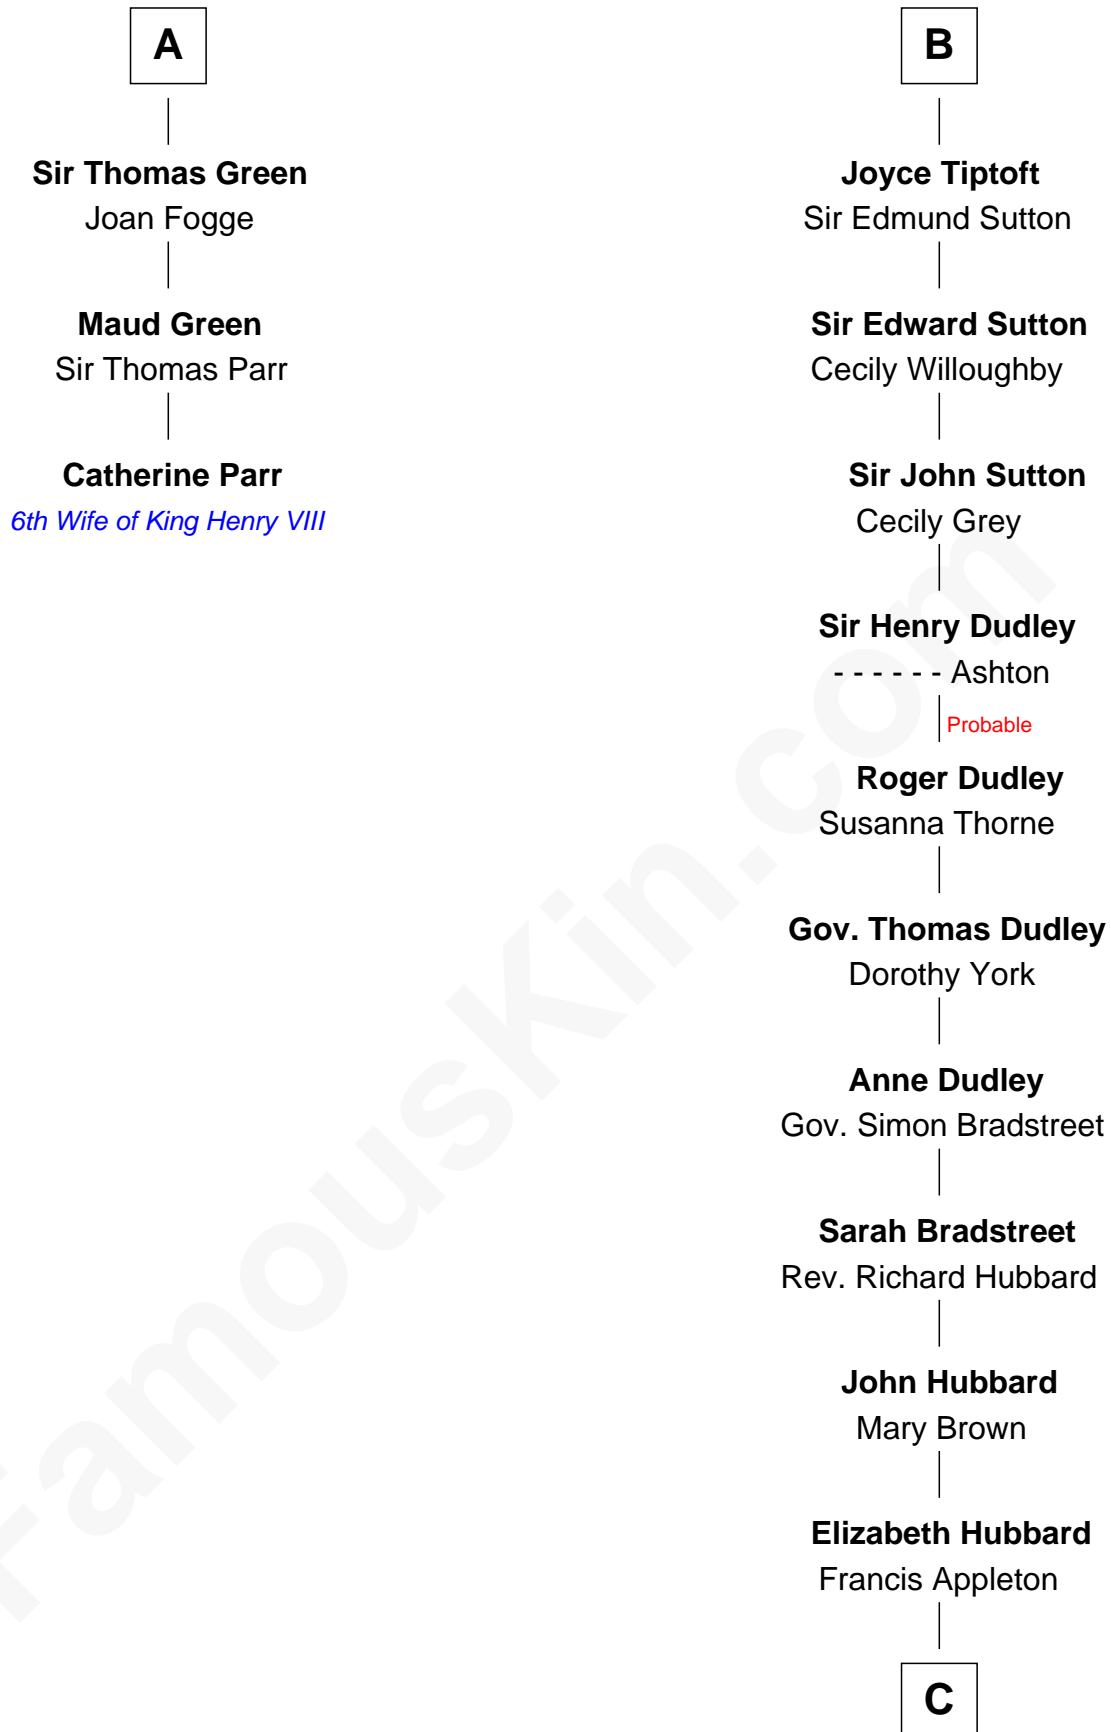 A
Sir Thomas Green
Joan Fogge
Maud Green
Sir Thomas Parr
Catherine Parr
6th Wife of King Henry VIII
B
Joyce Tiptoft
Sir Edmund Sutton
Sir Edward Sutton
Cecily Willoughby
Sir John Sutton
Cecily Grey
Sir Henry Dudley
- - - - - - Ashton
Probable
Roger Dudley
Susanna Thorne
Gov. Thomas Dudley
Dorothy York
Anne Dudley
Gov. Simon Bradstreet
Sarah Bradstreet
Rev. Richard Hubbard
John Hubbard
Mary Brown
Elizabeth Hubbard
Francis Appleton
C
FamousKin.com